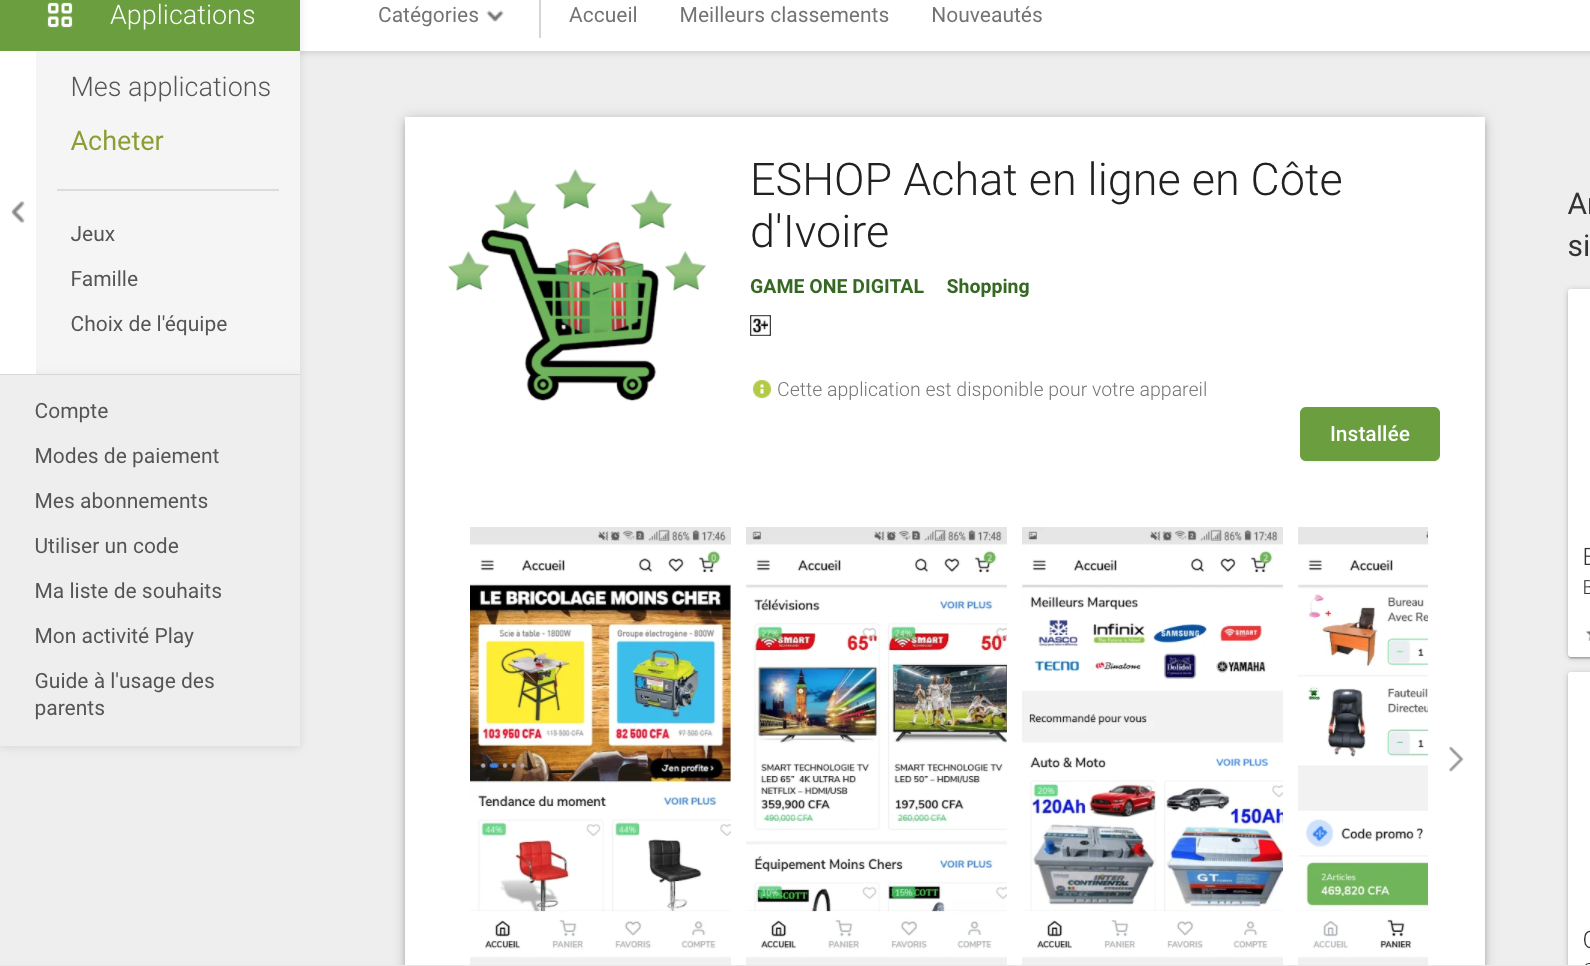 Applications
Catégories
Accueil
Meilleurs classements
Nouveautés
Mes applications
Acheter
Jeux
Famille
Choix de l'équipe
Compte
Modes de paiement
Mes abonnements
Utiliser un code
Ma liste de souhaits
Mon activité Play
Guide à l'usage des
parents
ESHOP Achat en ligne en Côte
d'Ivoire
GAME ONE DIGITAL Shopping
3+
Cette application est disponible pour votre appareil
Installée
86% 17:46
Accueil
0
LE BRICOLAGE MOINS CHER
Scie à table - 1800W
Groupe électrogène - 800W
103 950 CFA 115 500 CFA
82 500 CFA 97 500 CFA
J'en profite >
Tendance du moment
VOIR PLUS
44%
44%
ACCUEIL PANIER FAVORIS COMPTE
86% 17:48
Accueil
2
Télévisions
VOIR PLUS
SMART
65"
SMART
50"
SMART TECHNOLOGIE TV
LED 65" 4K ULTRA HD
NETFLIX – HDMI/USB
359,900 CFA
490,000 CFA
SMART TECHNOLOGIE TV
LED 50" – HDMI/USB
197,500 CFA
260,000 CFA
Équipement Moins Chers
VOIR PLUS
10%
15%
ACCUEIL PANIER FAVORIS COMPTE
86% 17:48
Accueil
2
Meilleurs Marques
NASCO
Infinix
SAMSUNG
SMART
TECNO
Binatone
Dolidol
YAMAHA
Recommandé pour vous
Auto & Moto
VOIR PLUS
20%
120Ah
150Ah
INTER
CONTINENTAL
GT
ACCUEIL PANIER FAVORIS COMPTE
Accueil
Bureau
Avec Re
1
Fauteuil
Directeu
1
Code promo ?
2Articles
469,820 CFA
ACCUEIL PANIER